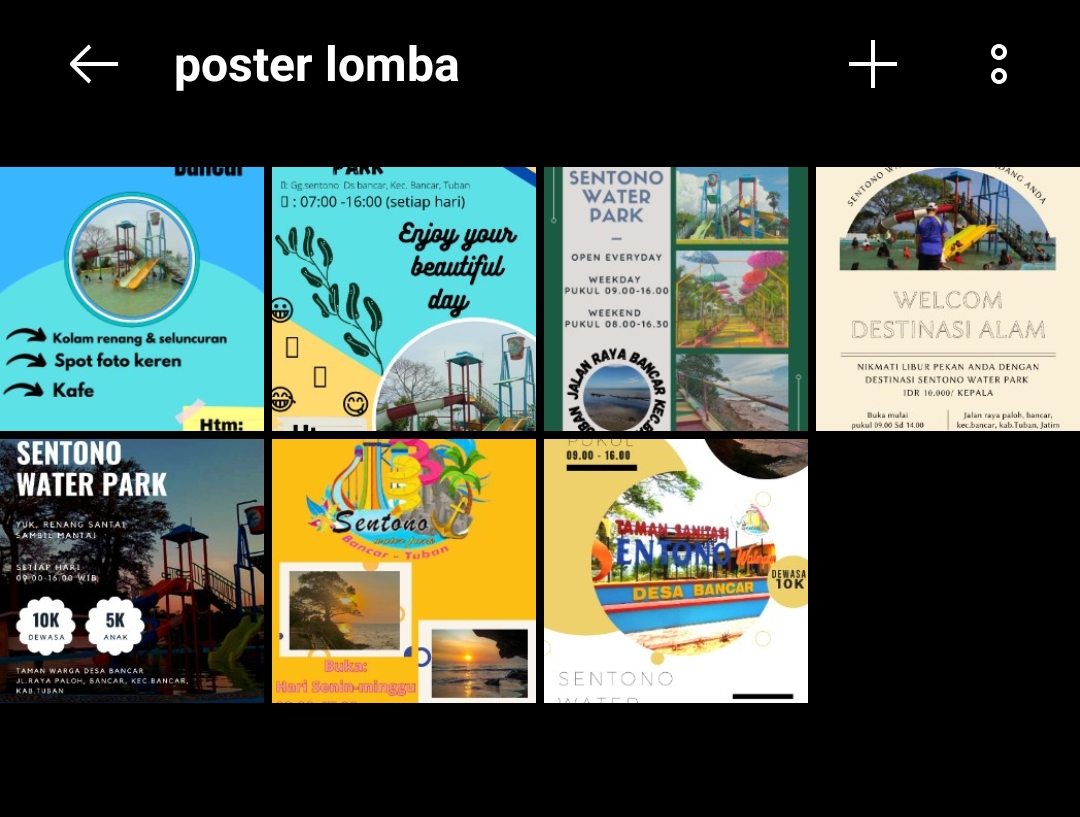 poster lomba
Bancar
Kolam renang & seluncuran
Spot foto keren
Kafe
Htm:
PARK
: Gg.sentono Ds bancar, Kec. Bancar, Tuban
: 07:00 -16:00 (setiap hari)
Enjoy your
beautiful
day
SENTONO
WATER
PARK
OPEN EVERYDAY
WEEKDAY
PUKUL 09.00-16.00
WEEKEND
PUKUL 08.00-16.30
JALAN RAYA BANCAR KEC.
WELCOM
DESTINASI ALAM
NIKMATI LIBUR PEKAN ANDA DENGAN
DESTINASI SENTONO WATER PARK
IDR 10.000/ KEPALA
Buka mulai
pukul 09.00 Sd 14.00
Jalan raya paloh, bancar,
kec.bancar, kab.Tuban, Jatim
SENTONO
WATER PARK
YUK, RENANG SANTAI
SAMBIL MANTAI
SETIAP HARI
09.00-16.00 WIB
10K
DEWASA
5K
ANAK
TAMAN WARGA DESA BANCAR
JL.RAYA PALOH, BANCAR, KEC.BANCAR,
KAB.TUBAN
Sentono
water park
Bancar - Tuban
Buka:
Hari Senin-minggu
PUKUL
09.00 - 16.00
TAMAN SANITASI
ENTONO
DESA BANCAR
DEWASA
10K
SENTONO
WATER